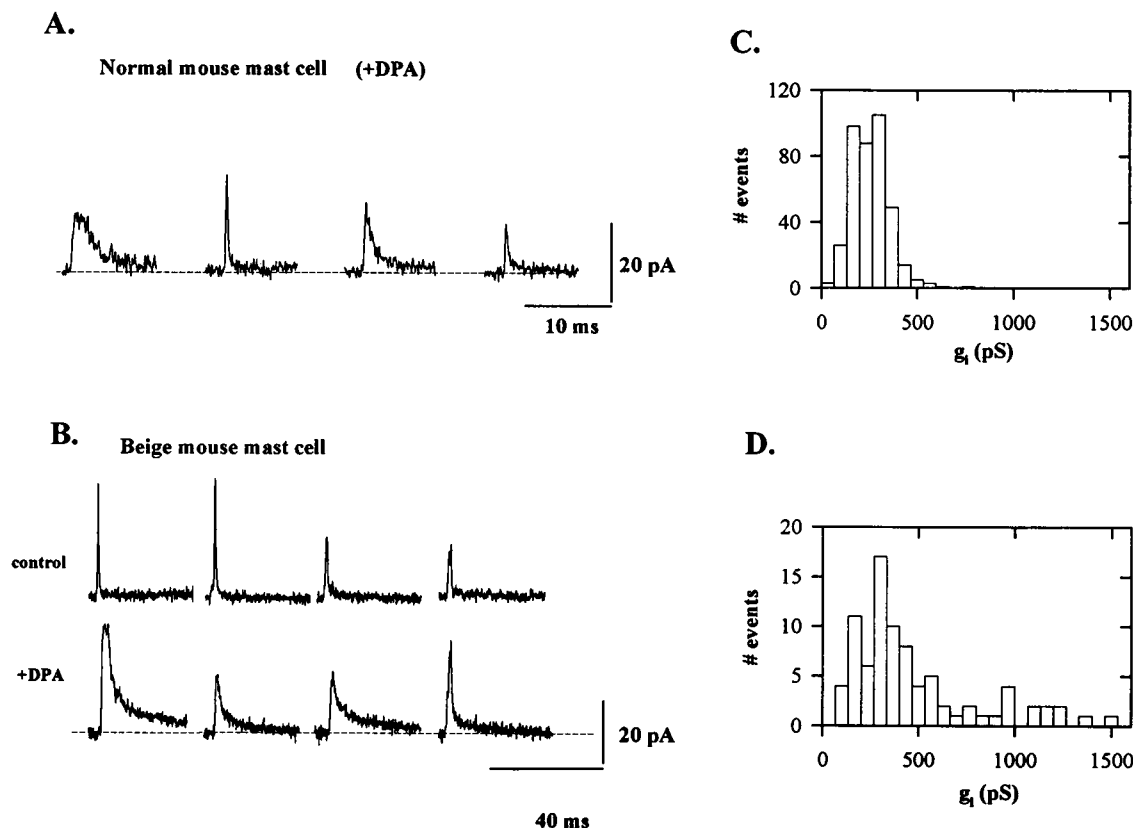 A.
Normal mouse mast cell (+DPA)
20 pA
10 ms
B.
Beige mouse mast cell
control
+DPA
20 pA
40 ms
C.
120
80
40
0
# events
0 500 1000 1500
gᵢ (pS)
D.
20
15
10
5
0
# events
0 500 1000 1500
gᵢ (pS)